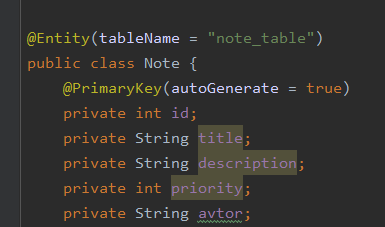 @Entity(tableName = "note_table")
public class Note {
@PrimaryKey(autoGenerate = true)
private int id;
private String title;
private String description;
private int priority;
private String avtor;